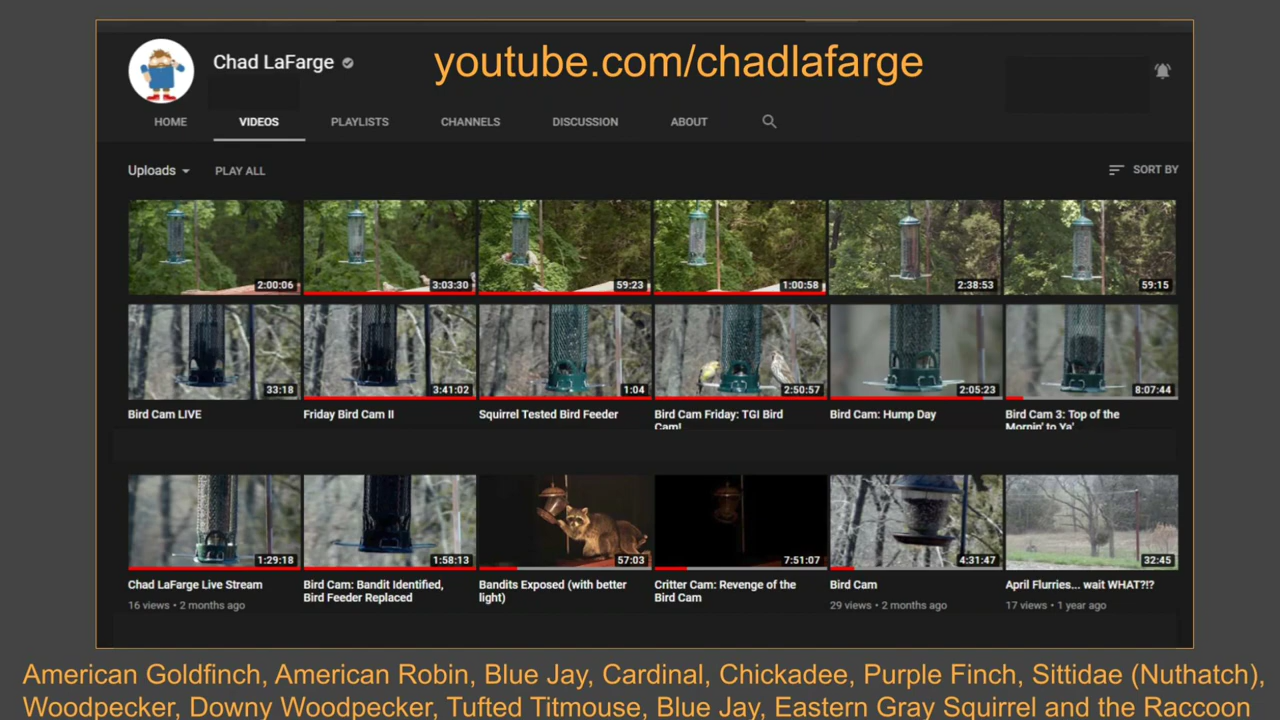 Chad LaFarge
youtube.com/chadlafarge
HOME VIDEOS PLAYLISTS CHANNELS DISCUSSION ABOUT
Uploads PLAY ALL SORT BY
2:00:06 3:03:30 59:23 1:00:58 2:38:53 59:15
33:18 3:41:02 1:04 2:50:57 2:05:23 8:07:44
Bird Cam LIVE
Friday Bird Cam II
Squirrel Tested Bird Feeder
Bird Cam Friday: TGI Bird
Cam!
Bird Cam: Hump Day
Bird Cam 3: Top of the
Mornin' to Ya'
1:29:18 1:58:13 57:03 7:51:07 4:31:47 32:45
Chad LaFarge Live Stream
16 views • 2 months ago
Bird Cam: Bandit Identified,
Bird Feeder Replaced
Bandits Exposed (with better
light)
Critter Cam: Revenge of the
Bird Cam
Bird Cam
29 views • 2 months ago
April Flurries... wait WHAT?!?
17 views • 1 year ago
American Goldfinch, American Robin, Blue Jay, Cardinal, Chickadee, Purple Finch, Sittidae (Nuthatch),
Woodpecker, Downy Woodpecker, Tufted Titmouse, Blue Jay, Eastern Gray Squirrel and the Raccoon